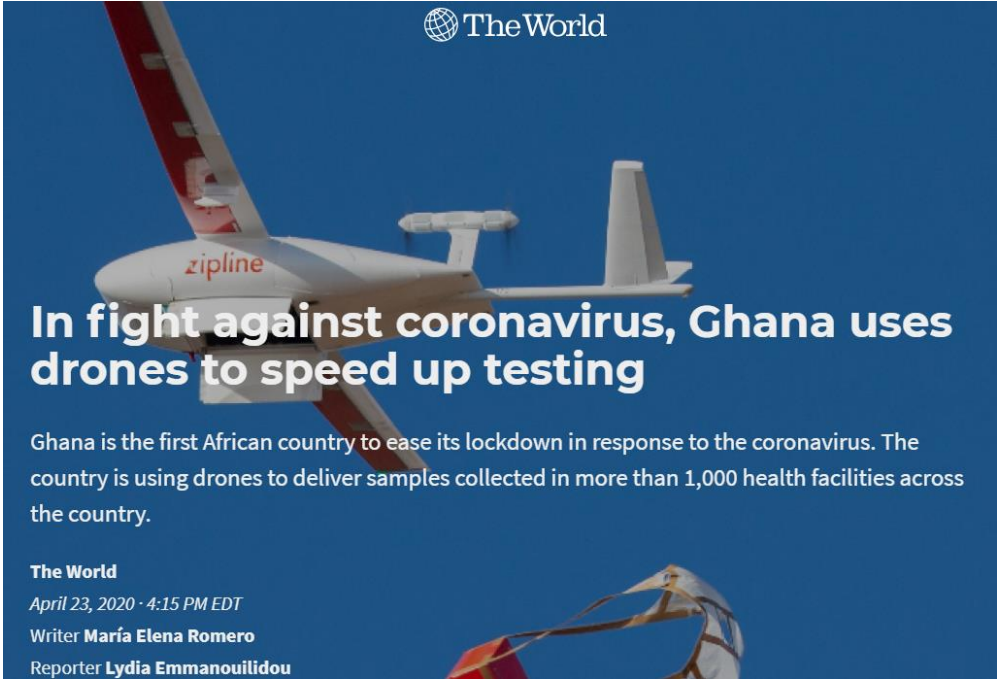 The World
zipline
In fight against coronavirus, Ghana uses
drones to speed up testing
Ghana is the first African country to ease its lockdown in response to the coronavirus. The
country is using drones to deliver samples collected in more than 1,000 health facilities across
the country.
The World
April 23, 2020 · 4:15 PM EDT
Writer María Elena Romero
Reporter Lydia Emmanouilidou